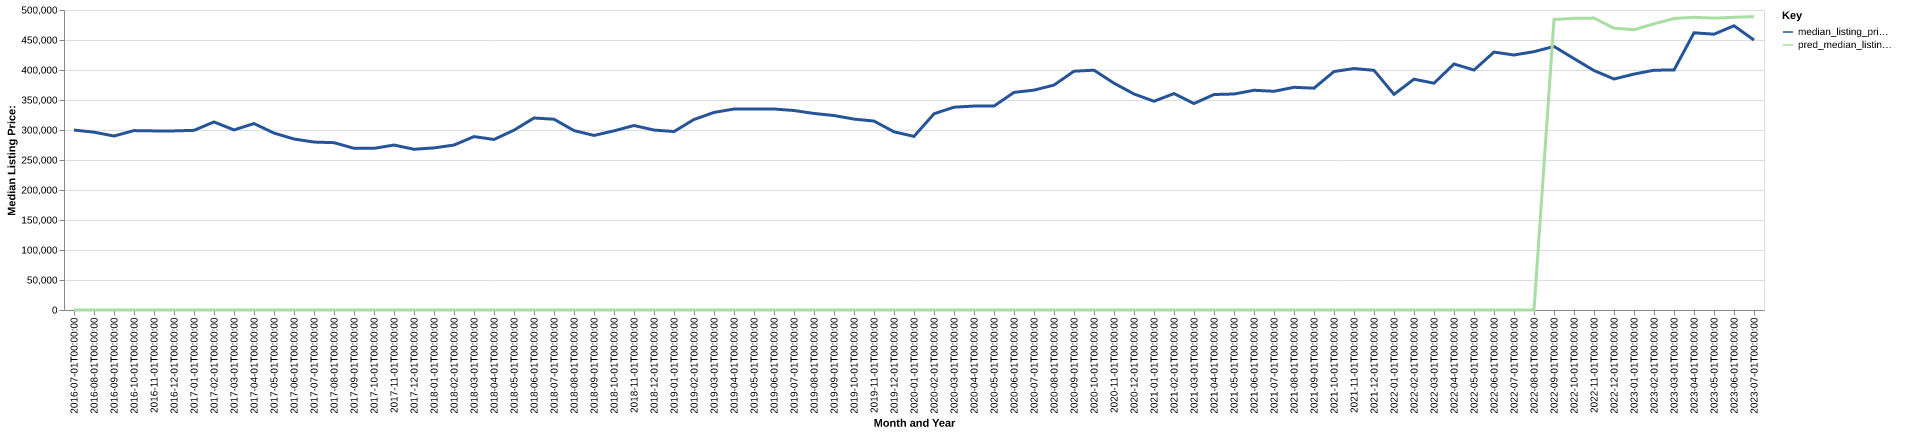 500,000
450,000
400,000
350,000
300,000
250,000
200,000
150,000
100,000
50,000
0
Median Listing Price:
2016-07-01T00:00:00
2016-08-01T00:00:00
2016-09-01T00:00:00
2016-10-01T00:00:00
2016-11-01T00:00:00
2016-12-01T00:00:00
2017-01-01T00:00:00
2017-02-01T00:00:00
2017-03-01T00:00:00
2017-04-01T00:00:00
2017-05-01T00:00:00
2017-06-01T00:00:00
2017-07-01T00:00:00
2017-08-01T00:00:00
2017-09-01T00:00:00
2017-10-01T00:00:00
2017-11-01T00:00:00
2017-12-01T00:00:00
2018-01-01T00:00:00
2018-02-01T00:00:00
2018-03-01T00:00:00
2018-04-01T00:00:00
2018-05-01T00:00:00
2018-06-01T00:00:00
2018-07-01T00:00:00
2018-08-01T00:00:00
2018-09-01T00:00:00
2018-10-01T00:00:00
2018-11-01T00:00:00
2018-12-01T00:00:00
2019-01-01T00:00:00
2019-02-01T00:00:00
2019-03-01T00:00:00
2019-04-01T00:00:00
2019-05-01T00:00:00
2019-06-01T00:00:00
2019-07-01T00:00:00
2019-08-01T00:00:00
2019-09-01T00:00:00
2019-10-01T00:00:00
2019-11-01T00:00:00
2019-12-01T00:00:00
2020-01-01T00:00:00
2020-02-01T00:00:00
2020-03-01T00:00:00
2020-04-01T00:00:00
2020-05-01T00:00:00
2020-06-01T00:00:00
2020-07-01T00:00:00
2020-08-01T00:00:00
2020-09-01T00:00:00
2020-10-01T00:00:00
2020-11-01T00:00:00
2020-12-01T00:00:00
2021-01-01T00:00:00
2021-02-01T00:00:00
2021-03-01T00:00:00
2021-04-01T00:00:00
2021-05-01T00:00:00
2021-06-01T00:00:00
2021-07-01T00:00:00
2021-08-01T00:00:00
2021-09-01T00:00:00
2021-10-01T00:00:00
2021-11-01T00:00:00
2021-12-01T00:00:00
2022-01-01T00:00:00
2022-02-01T00:00:00
2022-03-01T00:00:00
2022-04-01T00:00:00
2022-05-01T00:00:00
2022-06-01T00:00:00
2022-07-01T00:00:00
2022-08-01T00:00:00
2022-09-01T00:00:00
2022-10-01T00:00:00
2022-11-01T00:00:00
2022-12-01T00:00:00
2023-01-01T00:00:00
2023-02-01T00:00:00
2023-03-01T00:00:00
2023-04-01T00:00:00
2023-05-01T00:00:00
2023-06-01T00:00:00
2023-07-01T00:00:00
Month and Year
Key
median_listing_pri…
pred_median_listin…